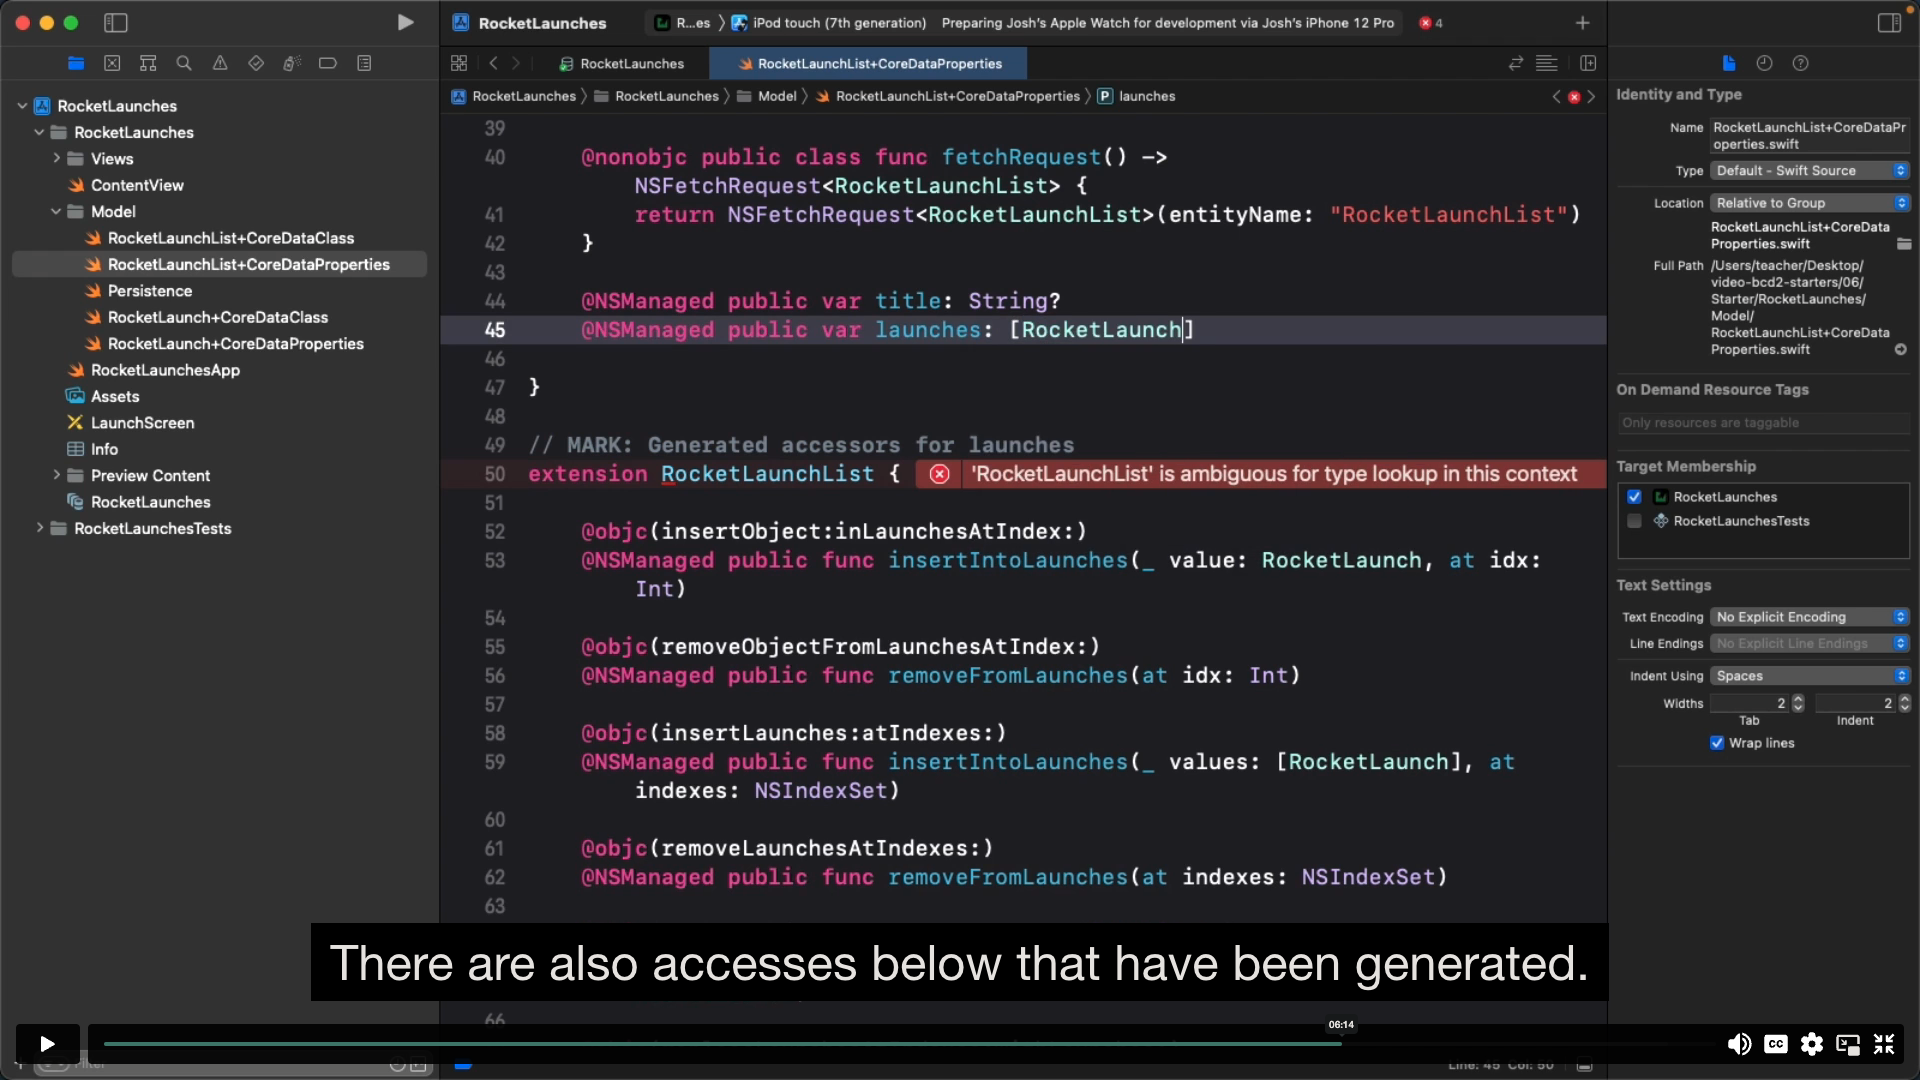 RocketLaunches
R...es
iPod touch (7th generation)
Preparing Josh's Apple Watch for development via Josh's iPhone 12 Pro
4
RocketLaunches
RocketLaunchList+CoreDataProperties
RocketLaunches
RocketLaunches
Model
RocketLaunchList+CoreDataProperties
P
launches
RocketLaunches
RocketLaunches
Views
ContentView
Model
RocketLaunchList+CoreDataClass
RocketLaunchList+CoreDataProperties
Persistence
RocketLaunch+CoreDataClass
RocketLaunch+CoreDataProperties
RocketLaunchesApp
Assets
LaunchScreen
Info
Preview Content
RocketLaunches
RocketLaunchesTests
39
40 @nonobjc public class func fetchRequest() ->
NSFetchRequest<RocketLaunchList> {
41 return NSFetchRequest<RocketLaunchList>(entityName: "RocketLaunchList")
42 }
43
44 @NSManaged public var title: String?
45 @NSManaged public var launches: [RocketLaunch]
46
47 }
48
49 // MARK: Generated accessors for launches
50 extension RocketLaunchList { 'RocketLaunchList' is ambiguous for type lookup in this context
51
52 @objc(insertObject:inLaunchesAtIndex:)
53 @NSManaged public func insertIntoLaunches(_ value: RocketLaunch, at idx:
Int)
54
55 @objc(removeObjectFromLaunchesAtIndex:)
56 @NSManaged public func removeFromLaunches(at idx: Int)
57
58 @objc(insertLaunches:atIndexes:)
59 @NSManaged public func insertIntoLaunches(_ values: [RocketLaunch], at
indexes: NSIndexSet)
60
61 @objc(removeLaunchesAtIndexes:)
62 @NSManaged public func removeFromLaunches(at indexes: NSIndexSet)
63
66
Identity and Type
Name RocketLaunchList+CoreDataPr
operties.swift
Type Default - Swift Source
Location Relative to Group
RocketLaunchList+CoreData
Properties.swift
Full Path /Users/teacher/Desktop/
video-bcd2-starters/06/
Starter/RocketLaunches/
Model/
RocketLaunchList+CoreData
Properties.swift
On Demand Resource Tags
Only resources are taggable
Target Membership
RocketLaunches
RocketLaunchesTests
Text Settings
Text Encoding No Explicit Encoding
Line Endings No Explicit Line Endings
Indent Using Spaces
Widths 2 2
Tab Indent
Wrap lines
There are also accesses below that have been generated.
06:14
CC
Filter
Line: 45 Col: 50